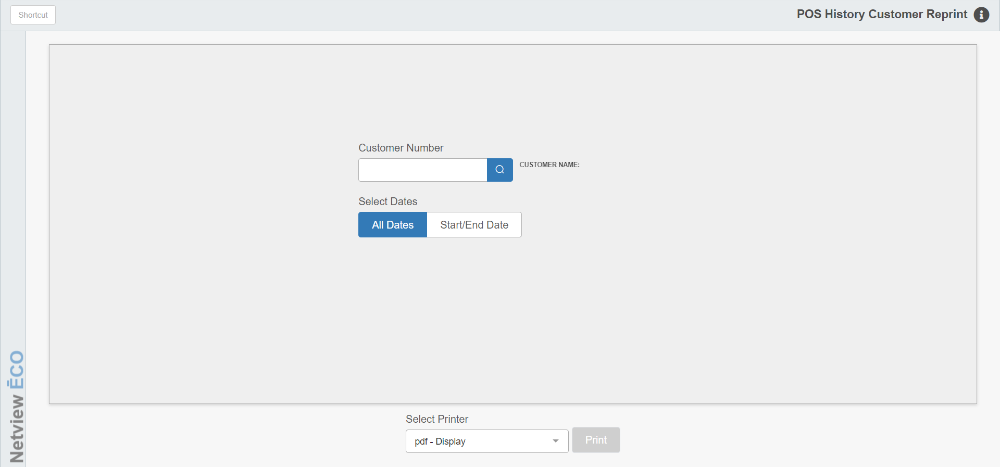 Shortcut
POS History Customer Reprint
Customer Number
CUSTOMER NAME:
Select Dates
All Dates
Start/End Date
Netview ĒCO
Select Printer
pdf - Display
Print